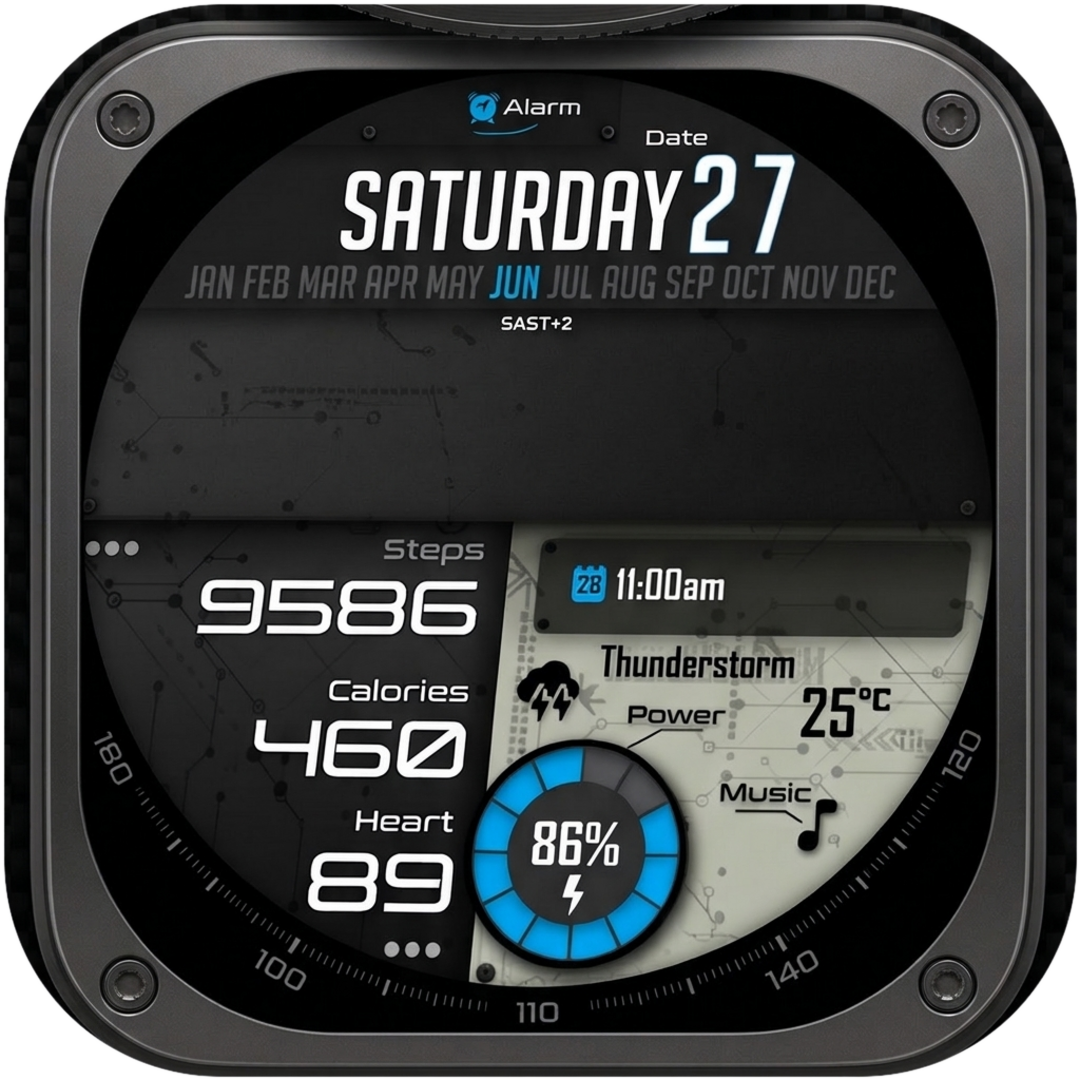 Alarm
Date
SATURDAY 27
JAN FEB MAR APR MAY JUN JUL AUG SEP OCT NOV DEC
SAST+2
Steps
9586
28 11:00am
Thunderstorm
25°C
Calories
460
Power
Music
Heart
89
86%
180
120
100
140
110